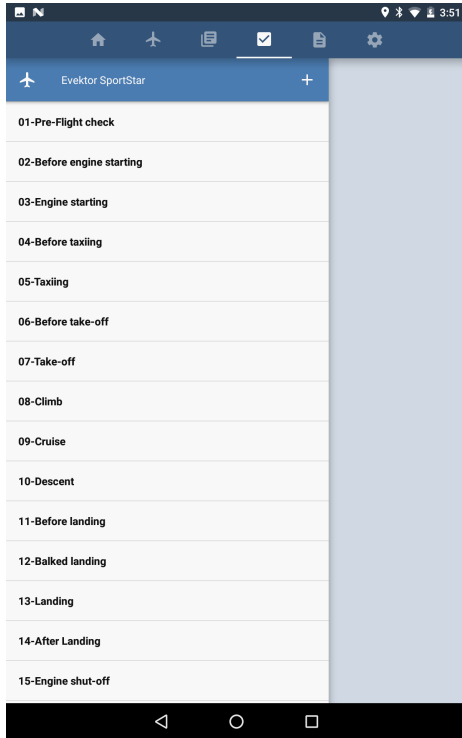 3:51
Evektor SportStar
01-Pre-Flight check
02-Before engine starting
03-Engine starting
04-Before taxiing
05-Taxiing
06-Before take-off
07-Take-off
08-Climb
09-Cruise
10-Descent
11-Before landing
12-Balked landing
13-Landing
14-After Landing
15-Engine shut-off